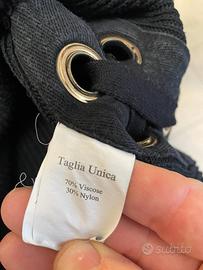 Taglia Unica
70% Viscose
30% Nylon
subito